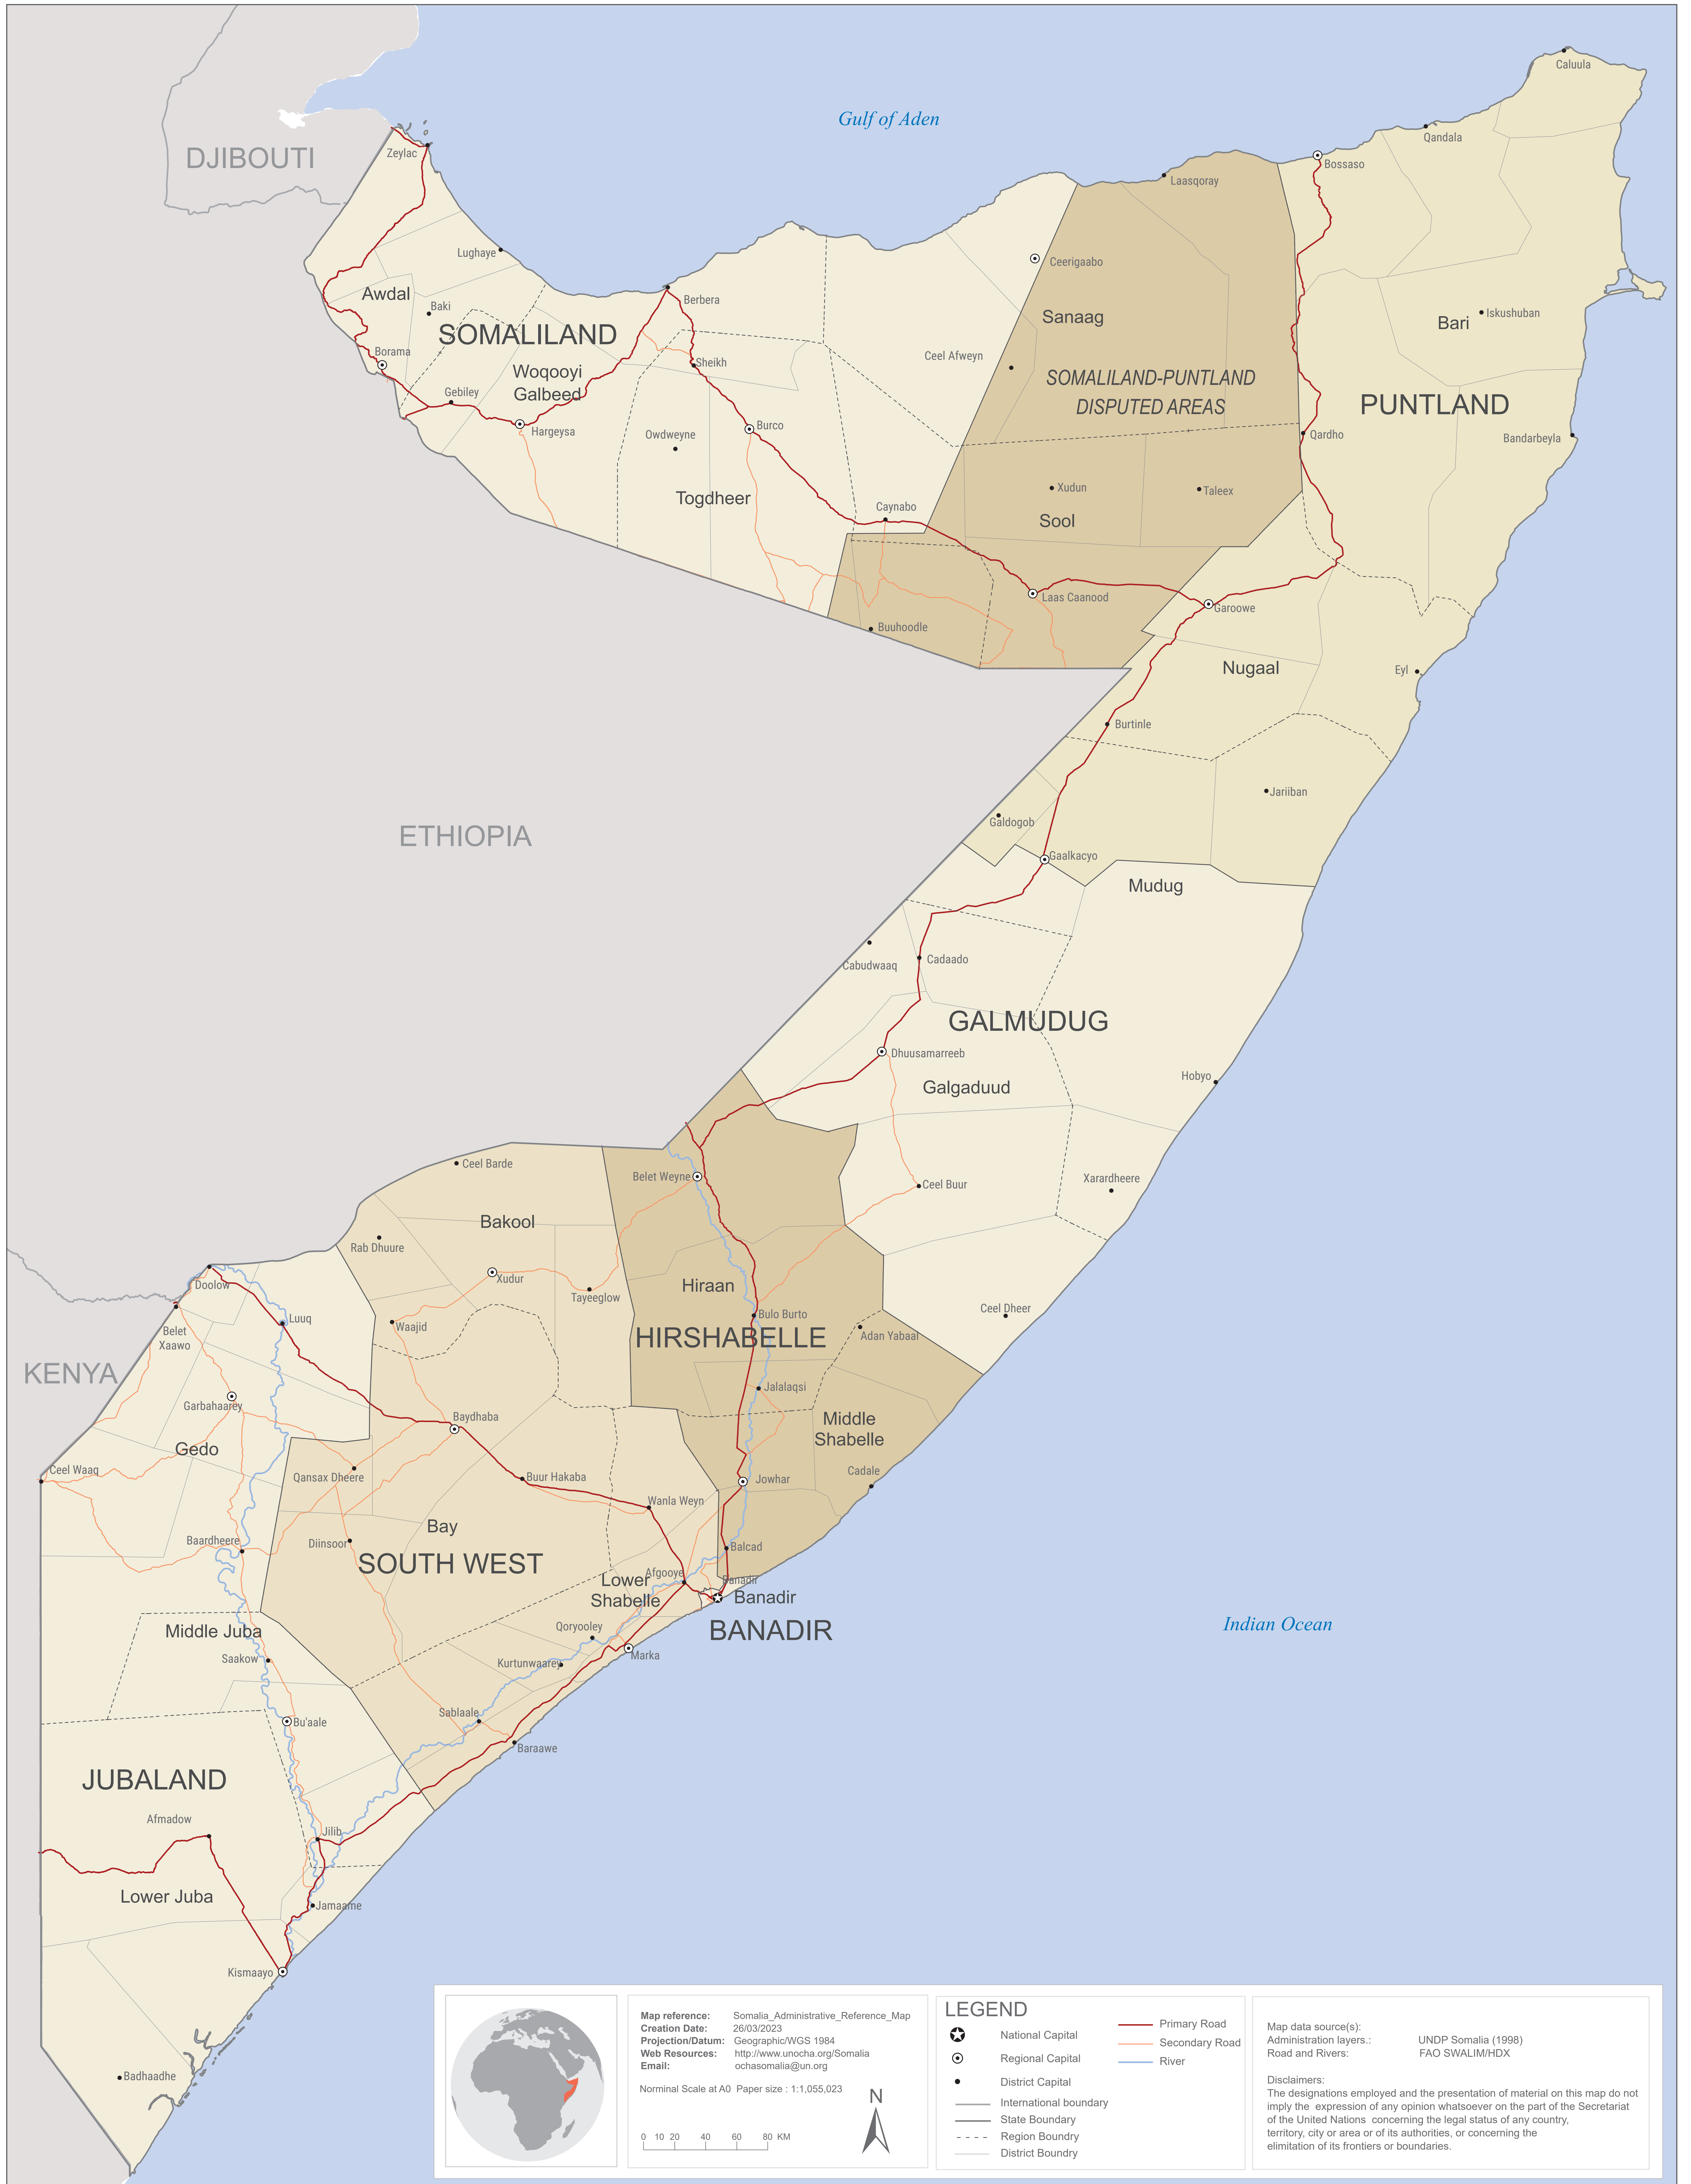 Gulf of Aden
DJIBOUTI
Caluula
Qandala
Bossaso
Zeylac
Laasqoray
Lughaye
Ceerigaabo
Awdal
Baki
Berbera
Sanaag
Iskushuban
Bari
SOMALILAND
Borama
Sheikh
Ceel Afweyn
Woqooyi
Galbeed
SOMALILAND-PUNTLAND
DISPUTED AREAS
PUNTLAND
Gebiley
Hargeysa
Owdweyne
Burco
Qardho
Bandarbeyla
Togdheer
Xudun
Taleex
Caynabo
Sool
Laas Caanood
Garoowe
Buuhoodle
Nugaal
Eyl
Burtinle
Jariiban
Galdogob
ETHIOPIA
Gaalkacyo
Mudug
Cabudwaaq
Cadaado
GALMUDUG
Dhuusamarreeb
Galgaduud
Hobyo
Ceel Barde
Belet Weyne
Ceel Buur
Xarardheere
Bakool
Rab Dhuure
Xudur
Tayeeglow
Hiraan
Doolow
Luuq
Waajid
Bulo Burto
Ceel Dheer
Belet
Xaawo
HIRSHABELLE
Adan Yabaal
KENYA
Jalalaqsi
Garbahaarey
Baydhaba
Middle
Shabelle
Gedo
Ceel Waaq
Qansax Dheere
Buur Hakaba
Jowhar
Cadale
Wanla Weyn
Bay
Baardheere
Diinsoor
SOUTH WEST
Balcad
Afgooye
Lower
Shabelle
Banadir
Banadir
BANADIR
Indian Ocean
Middle Juba
Qoryooley
Saakow
Kurtunwaarey
Marka
Bu'aale
Sablaale
Baraawe
JUBALAND
Afmadow
Jilib
Lower Juba
Jamaame
Kismaayo
Badhaadhe
Map reference: Somalia_Administrative_Reference_Map
Creation Date: 26/03/2023
Projection/Datum: Geographic/WGS 1984
Web Resources: http://www.unocha.org/Somalia
Email: ochasomalia@un.org
Norminal Scale at A0 Paper size : 1:1,055,023
N
0 10 20 40 60 80 KM
LEGEND
National Capital
Regional Capital
District Capital
International boundary
State Boundary
Region Boundry
District Boundry
Primary Road
Secondary Road
River
Map data source(s):
Administration layers.: UNDP Somalia (1998)
Road and Rivers: FAO SWALIM/HDX
Disclaimers:
The designations employed and the presentation of material on this map do not
imply the expression of any opinion whatsoever on the part of the Secretariat
of the United Nations concerning the legal status of any country,
territory, city or area or of its authorities, or concerning the
elimitation of its frontiers or boundaries.